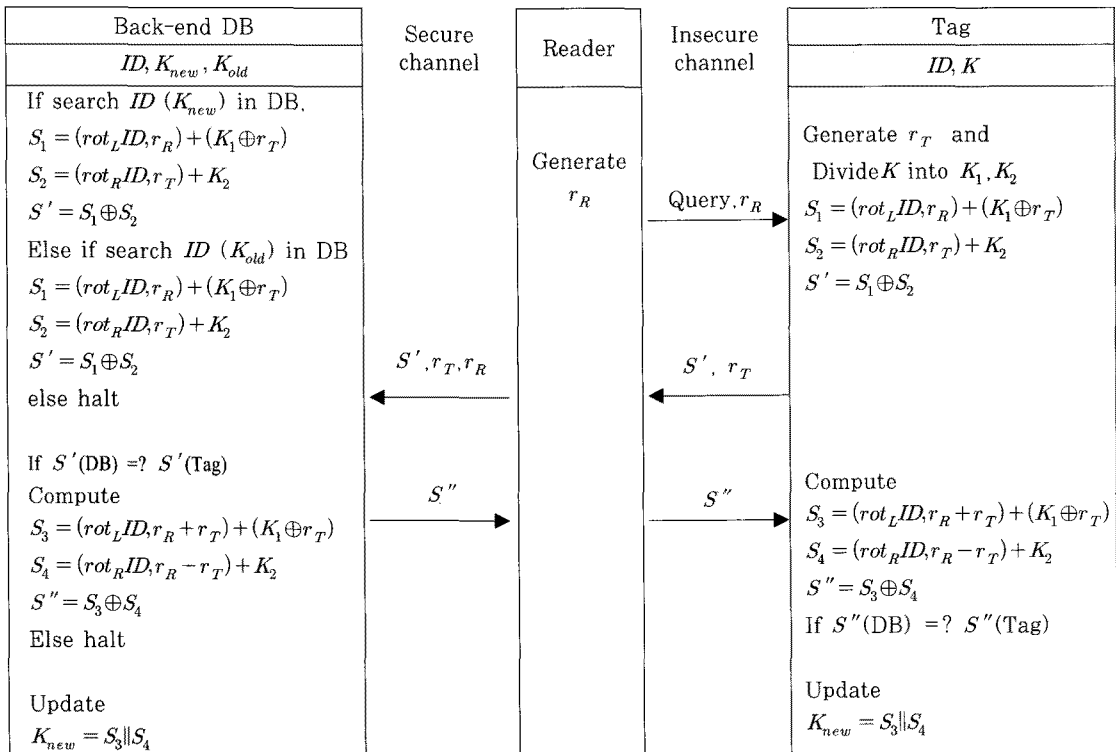 Back-end DB
ID, K_new, K_old
If search ID (K_new) in DB,
S_1 = (rot_L ID, r_R) + (K_1 ⊕ r_T)
S_2 = (rot_R ID, r_T) + K_2
S′ = S_1 ⊕ S_2
Else if search ID (K_old) in DB
S_1 = (rot_L ID, r_R) + (K_1 ⊕ r_T)
S_2 = (rot_R ID, r_T) + K_2
S′ = S_1 ⊕ S_2
else halt
If S′(DB) =? S′(Tag)
Compute
S_3 = (rot_L ID, r_R + r_T) + (K_1 ⊕ r_T)
S_4 = (rot_R ID, r_R − r_T) + K_2
S″ = S_3 ⊕ S_4
Else halt
Update
K_new = S_3 || S_4
Secure
channel
S′, r_T, r_R
S″
Reader
Generate
r_R
Insecure
channel
Query, r_R
S′, r_T
S″
Tag
ID, K
Generate r_T and
Divide K into K_1, K_2
S_1 = (rot_L ID, r_R) + (K_1 ⊕ r_T)
S_2 = (rot_R ID, r_T) + K_2
S′ = S_1 ⊕ S_2
Compute
S_3 = (rot_L ID, r_R + r_T) + (K_1 ⊕ r_T)
S_4 = (rot_R ID, r_R − r_T) + K_2
S″ = S_3 ⊕ S_4
If S″(DB) =? S″(Tag)
Update
K_new = S_3 || S_4